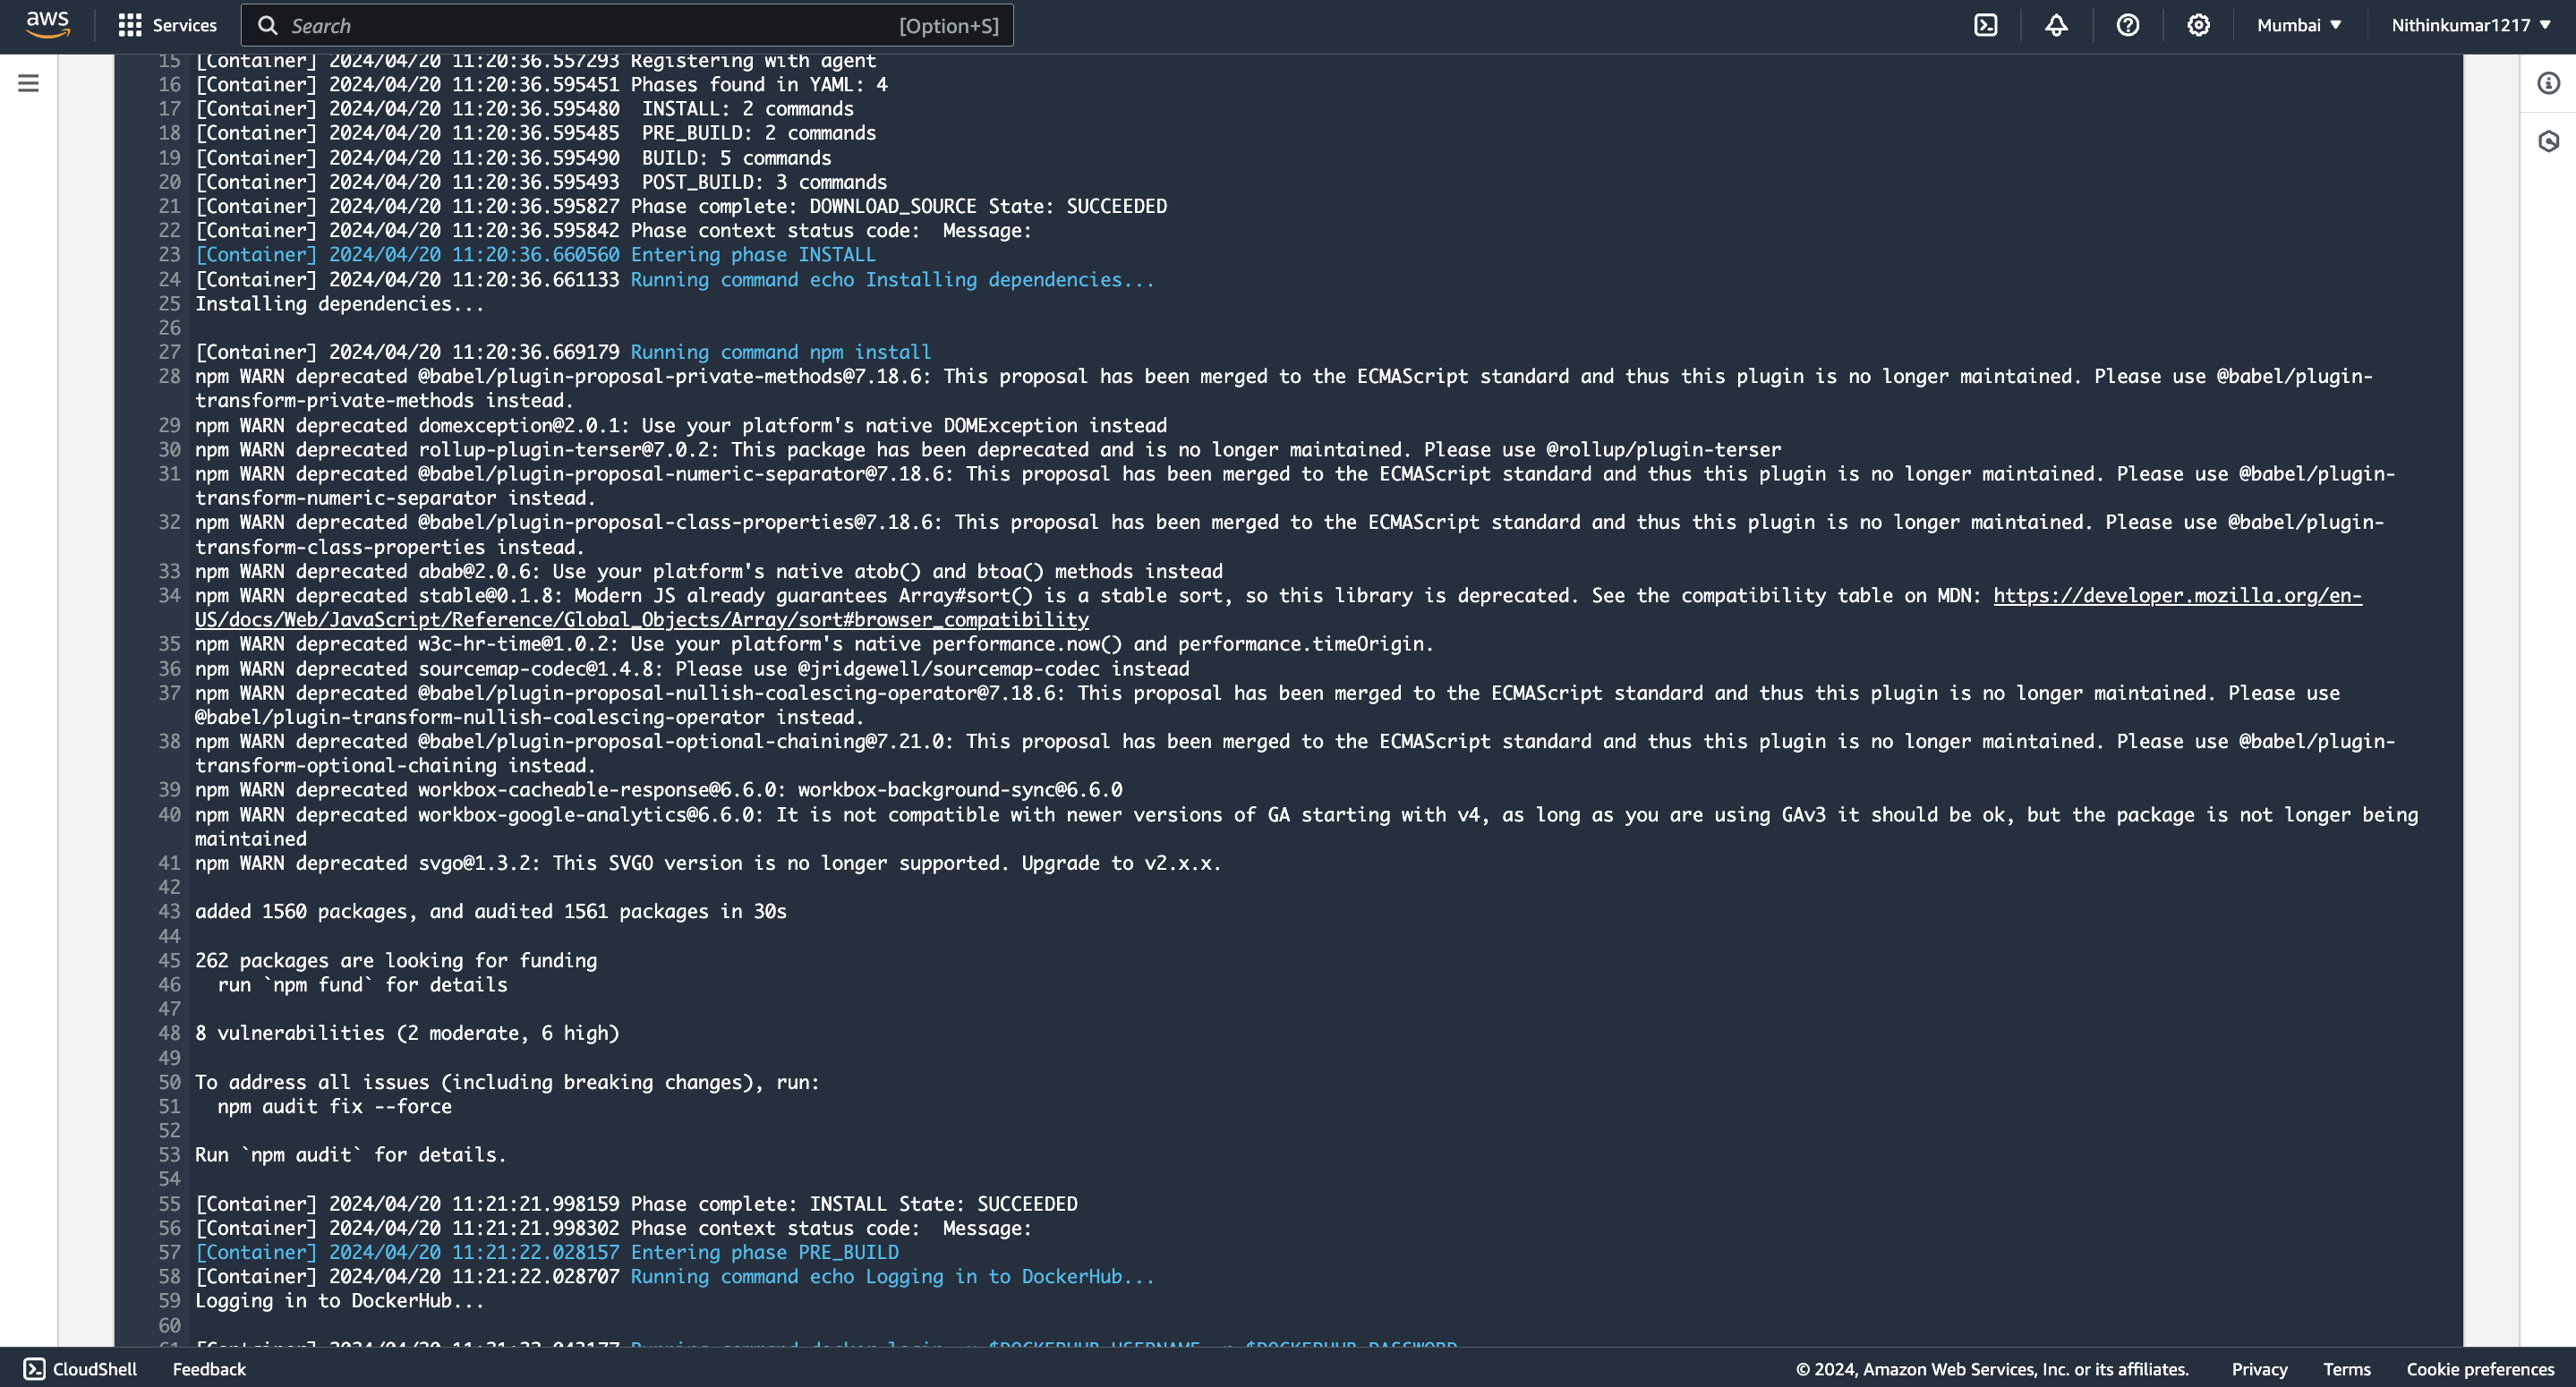 aws Services Search [Option+S] Mumbai Nithinkumar1217
15 [Container] 2024/04/20 11:20:36.557293 Registering with agent
16 [Container] 2024/04/20 11:20:36.595451 Phases found in YAML: 4
17 [Container] 2024/04/20 11:20:36.595480  INSTALL: 2 commands
18 [Container] 2024/04/20 11:20:36.595485  PRE_BUILD: 2 commands
19 [Container] 2024/04/20 11:20:36.595490  BUILD: 5 commands
20 [Container] 2024/04/20 11:20:36.595493  POST_BUILD: 3 commands
21 [Container] 2024/04/20 11:20:36.595827 Phase complete: DOWNLOAD_SOURCE State: SUCCEEDED
22 [Container] 2024/04/20 11:20:36.595842 Phase context status code:  Message:
23 [Container] 2024/04/20 11:20:36.660560 Entering phase INSTALL
24 [Container] 2024/04/20 11:20:36.661133 Running command echo Installing dependencies...
25 Installing dependencies...
26
27 [Container] 2024/04/20 11:20:36.669179 Running command npm install
28 npm WARN deprecated @babel/plugin-proposal-private-methods@7.18.6: This proposal has been merged to the ECMAScript standard and thus this plugin is no longer maintained. Please use @babel/plugin-
transform-private-methods instead.
29 npm WARN deprecated domexception@2.0.1: Use your platform's native DOMException instead
30 npm WARN deprecated rollup-plugin-terser@7.0.2: This package has been deprecated and is no longer maintained. Please use @rollup/plugin-terser
31 npm WARN deprecated @babel/plugin-proposal-numeric-separator@7.18.6: This proposal has been merged to the ECMAScript standard and thus this plugin is no longer maintained. Please use @babel/plugin-
transform-numeric-separator instead.
32 npm WARN deprecated @babel/plugin-proposal-class-properties@7.18.6: This proposal has been merged to the ECMAScript standard and thus this plugin is no longer maintained. Please use @babel/plugin-
transform-class-properties instead.
33 npm WARN deprecated abab@2.0.6: Use your platform's native atob() and btoa() methods instead
34 npm WARN deprecated stable@0.1.8: Modern JS already guarantees Array#sort() is a stable sort, so this library is deprecated. See the compatibility table on MDN: https://developer.mozilla.org/en-
US/docs/Web/JavaScript/Reference/Global_Objects/Array/sort#browser_compatibility
35 npm WARN deprecated w3c-hr-time@1.0.2: Use your platform's native performance.now() and performance.timeOrigin.
36 npm WARN deprecated sourcemap-codec@1.4.8: Please use @jridgewell/sourcemap-codec instead
37 npm WARN deprecated @babel/plugin-proposal-nullish-coalescing-operator@7.18.6: This proposal has been merged to the ECMAScript standard and thus this plugin is no longer maintained. Please use
@babel/plugin-transform-nullish-coalescing-operator instead.
38 npm WARN deprecated @babel/plugin-proposal-optional-chaining@7.21.0: This proposal has been merged to the ECMAScript standard and thus this plugin is no longer maintained. Please use @babel/plugin-
transform-optional-chaining instead.
39 npm WARN deprecated workbox-cacheable-response@6.6.0: workbox-background-sync@6.6.0
40 npm WARN deprecated workbox-google-analytics@6.6.0: It is not compatible with newer versions of GA starting with v4, as long as you are using GAv3 it should be ok, but the package is not longer being
maintained
41 npm WARN deprecated svgo@1.3.2: This SVGO version is no longer supported. Upgrade to v2.x.x.
42
43 added 1560 packages, and audited 1561 packages in 30s
44
45 262 packages are looking for funding
46   run `npm fund` for details
47
48 8 vulnerabilities (2 moderate, 6 high)
49
50 To address all issues (including breaking changes), run:
51   npm audit fix --force
52
53 Run `npm audit` for details.
54
55 [Container] 2024/04/20 11:21:21.998159 Phase complete: INSTALL State: SUCCEEDED
56 [Container] 2024/04/20 11:21:21.998302 Phase context status code:  Message:
57 [Container] 2024/04/20 11:21:22.028157 Entering phase PRE_BUILD
58 [Container] 2024/04/20 11:21:22.028707 Running command echo Logging in to DockerHub...
59 Logging in to DockerHub...
60
61 [Container] 2024/04/20 11:21:22.042177 Running command docker login -u $DOCKERHUB_USERNAME -p $DOCKERHUB_PASSWORD
CloudShell Feedback © 2024, Amazon Web Services, Inc. or its affiliates. Privacy Terms Cookie preferences